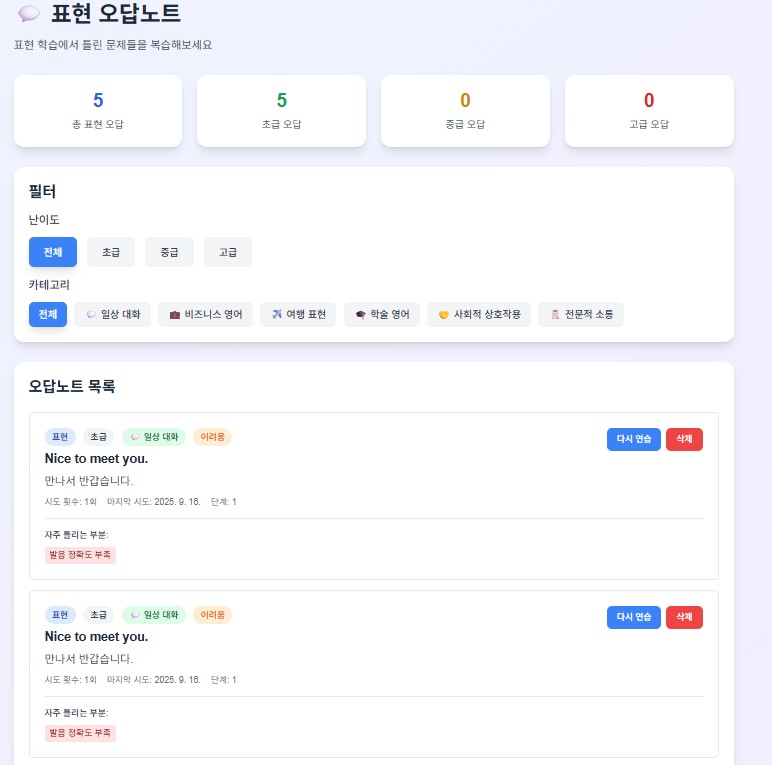 표현 오답노트
표현 학습에서 틀린 문제들을 복습해보세요
5
총 표현 오답
5
초급 오답
0
중급 오답
0
고급 오답
필터
난이도
전체 초급 중급 고급
카테고리
전체 일상 대화 비즈니스 영어 여행 표현 학술 영어 사회적 상호작용 전문적 소통
오답노트 목록
표현 초급 일상 대화 어려움 다시 연습 삭제
Nice to meet you.
만나서 반갑습니다.
시도 횟수: 1회 마지막 시도: 2025. 9. 16. 단계: 1
자주 틀리는 부분:
발음 정확도 부족
표현 초급 일상 대화 어려움 다시 연습 삭제
Nice to meet you.
만나서 반갑습니다.
시도 횟수: 1회 마지막 시도: 2025. 9. 16. 단계: 1
자주 틀리는 부분:
발음 정확도 부족